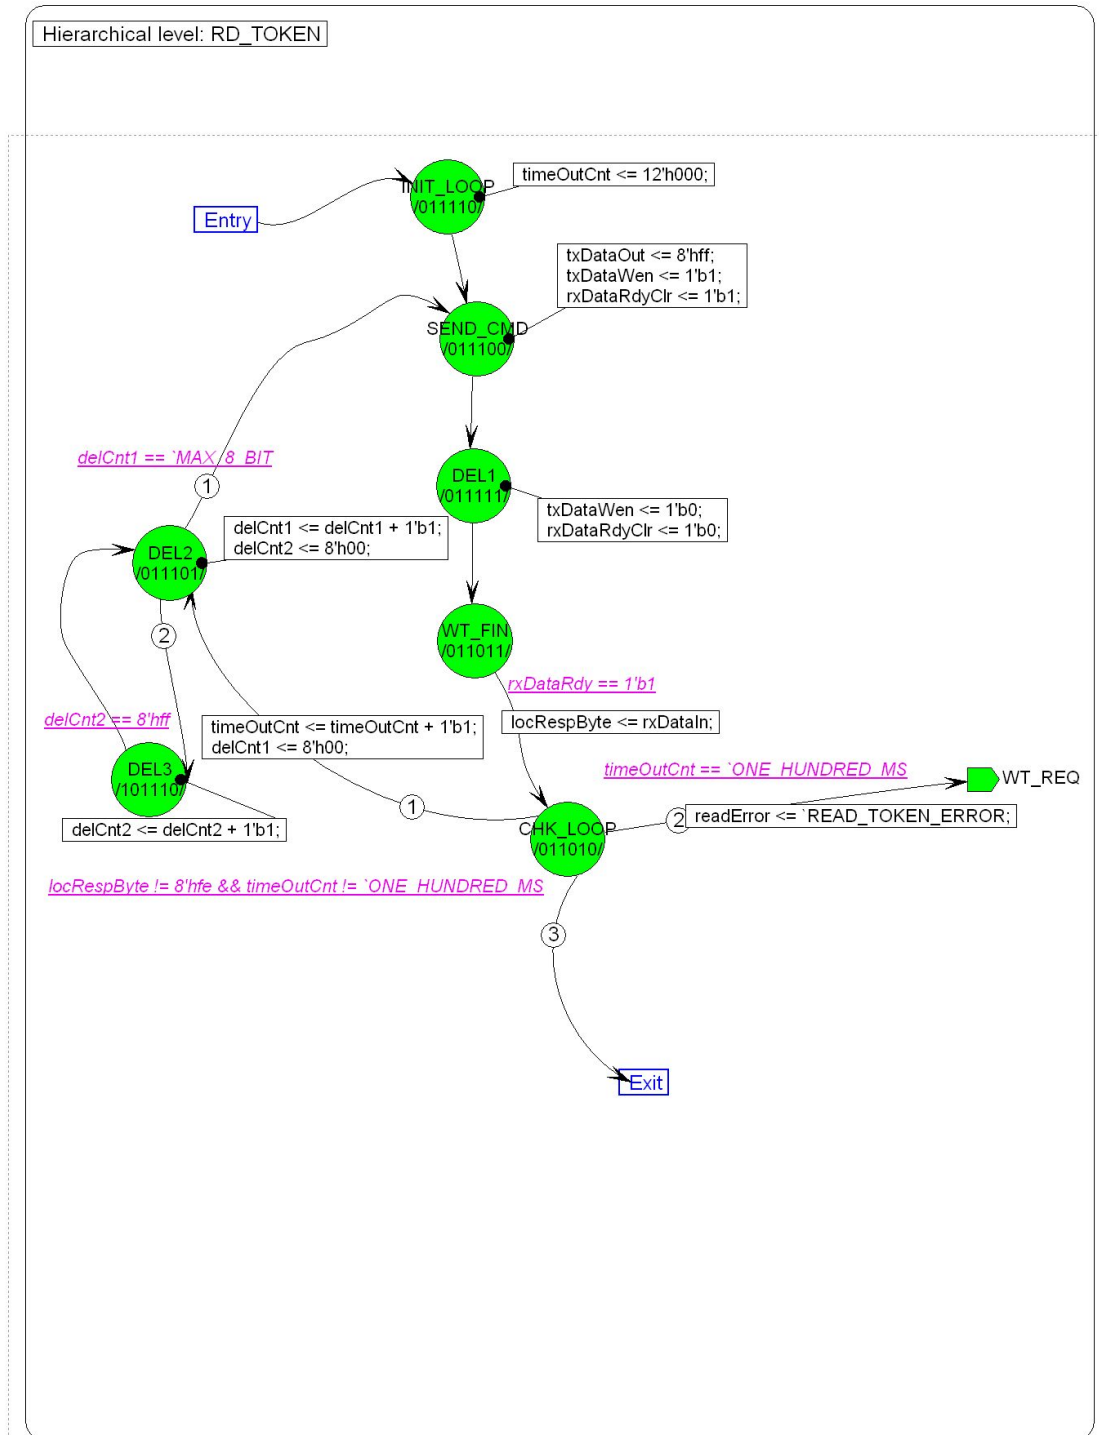 Hierarchical level: RD_TOKEN
timeOutCnt <= 12'h000;
INIT_LOOP
/011110/
Entry
txDataOut <= 8'hff;
txDataWen <= 1'b1;
rxDataRdyClr <= 1'b1;
SEND_CMD
/011100/
delCnt1 == `MAX_8_BIT
1
DEL1
/011111/
txDataWen <= 1'b0;
rxDataRdyClr <= 1'b0;
delCnt1 <= delCnt1 + 1'b1;
delCnt2 <= 8'h00;
DEL2
/011101/
2
WT_FIN
/011011/
rxDataRdy == 1'b1
locRespByte <= rxDataIn;
delCnt2 == 8'hff
timeOutCnt <= timeOutCnt + 1'b1;
delCnt1 <= 8'h00;
DEL3
/101110/
timeOutCnt == `ONE_HUNDRED_MS
WT_REQ
1
2
readError <= `READ_TOKEN_ERROR;
delCnt2 <= delCnt2 + 1'b1;
CHK_LOOP
/011010/
locRespByte != 8'hfe && timeOutCnt != `ONE_HUNDRED_MS
3
Exit